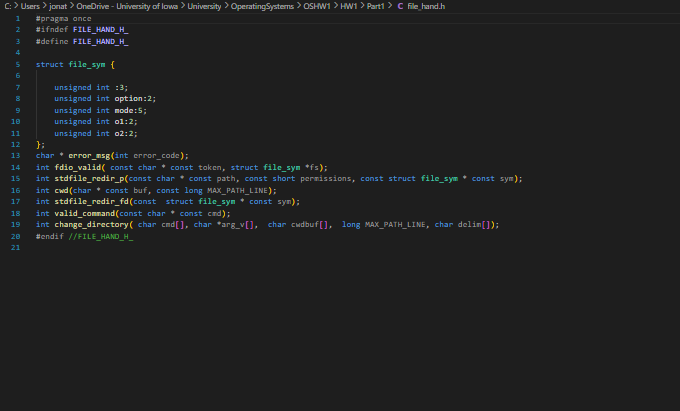 C: > Users > jonat > OneDrive - University of Iowa > University > OperatingSystems > OSHW1 > HW1 > Part1 > C file_hand.h
1 #pragma once
2 #ifndef FILE_HAND_H_
3 #define FILE_HAND_H_
4
5 struct file_sym {
6
7 unsigned int :3;
8 unsigned int option:2;
9 unsigned int mode:5;
10 unsigned int o1:2;
11 unsigned int o2:2;
12 };
13 char * error_msg(int error_code);
14 int fdio_valid( const char * const token, struct file_sym *fs);
15 int stdfile_redir_p(const char * const path, const short permissions, const struct file_sym * const sym);
16 int cwd(char * const buf, const long MAX_PATH_LINE);
17 int stdfile_redir_fd(const  struct file_sym * const sym);
18 int valid_command(const char * const cmd);
19 int change_directory( char cmd[], char *arg_v[],  char cwdbuf[],  long MAX_PATH_LINE, char delim[]);
20 #endif //FILE_HAND_H_
21